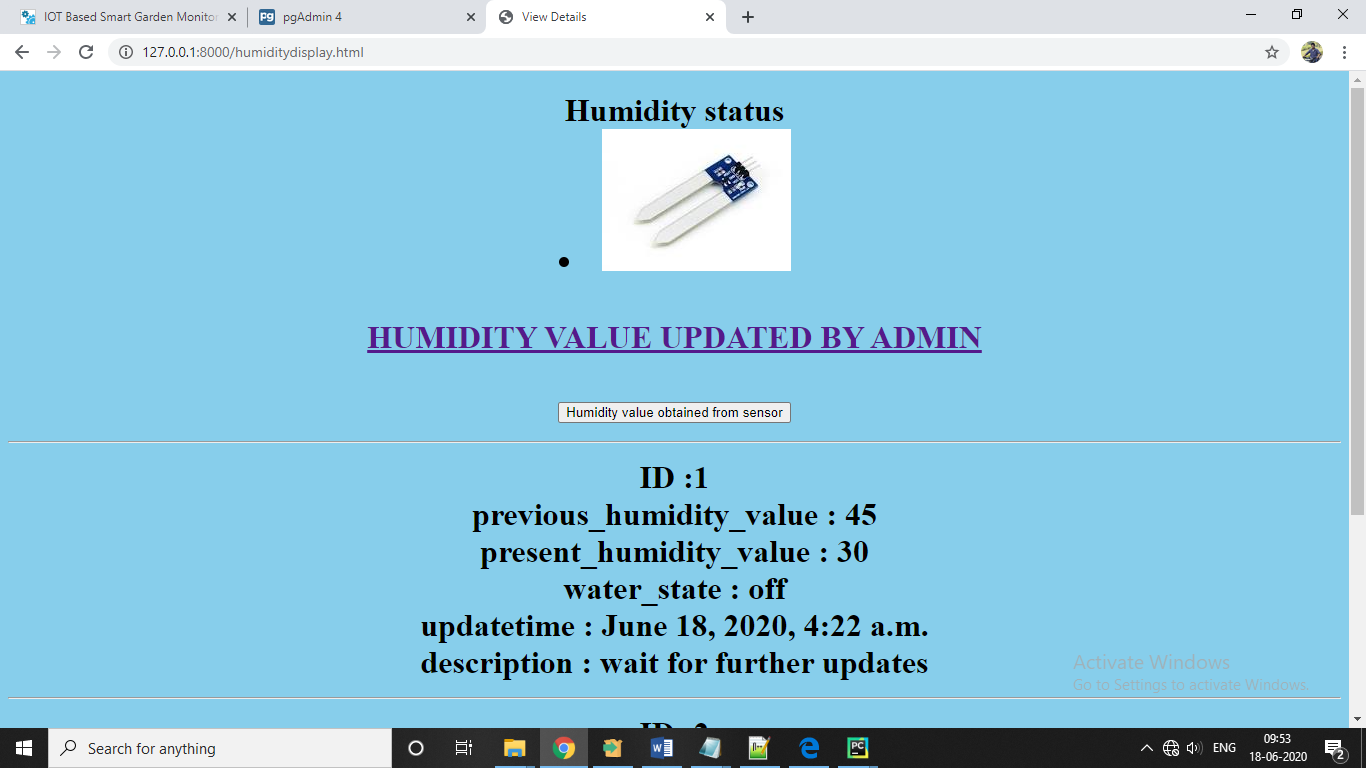 IOT Based Smart Garden Monitor
pgAdmin 4
View Details
127.0.0.1:8000/humiditydisplay.html
Humidity status
HUMIDITY VALUE UPDATED BY ADMIN
Humidity value obtained from sensor
ID :1
previous_humidity_value : 45
present_humidity_value : 30
water_state : off
updatetime : June 18, 2020, 4:22 a.m.
description : wait for further updates
Activate Windows
Go to Settings to activate Windows.
ID :2
Search for anything
ENG
09:53
18-06-2020
2